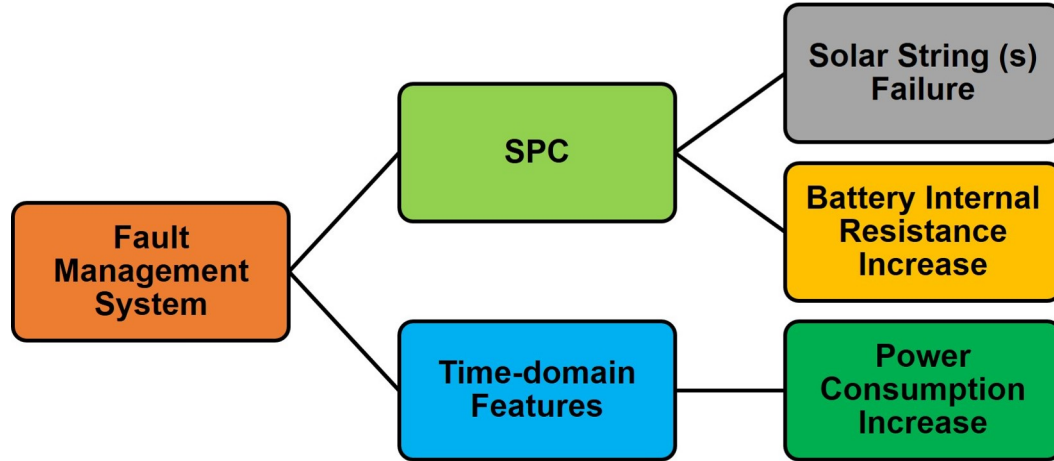 Fault
Management
System
SPC
Time-domain
Features
Solar String (s)
Failure
Battery Internal
Resistance
Increase
Power
Consumption
Increase